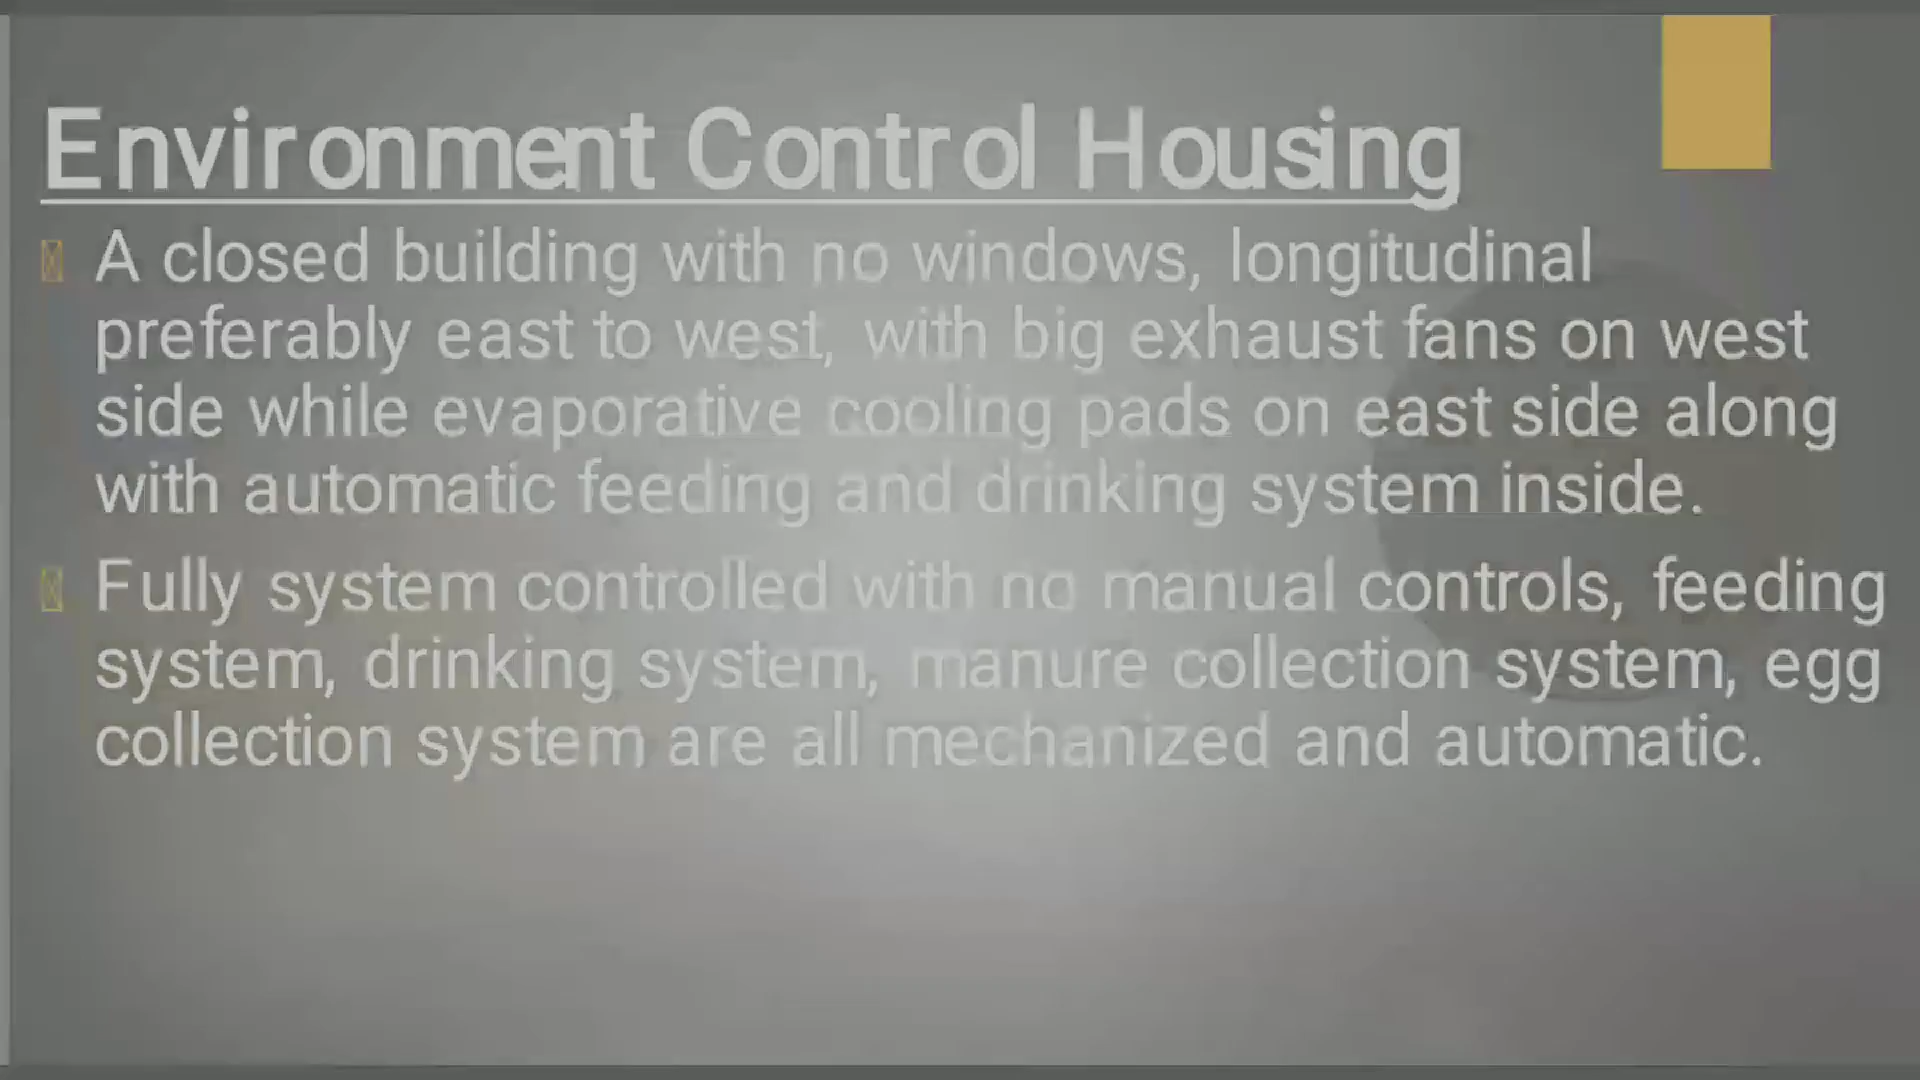 Environment Control Housing
A closed building with no windows, longitudinal
preferably east to west, with big exhaust fans on west
side while evaporative cooling pads on east side along
with automatic feeding and drinking system inside.
Fully system controlled with no manual controls, feeding
system, drinking system, manure collection system, egg
collection system are all mechanized and automatic.